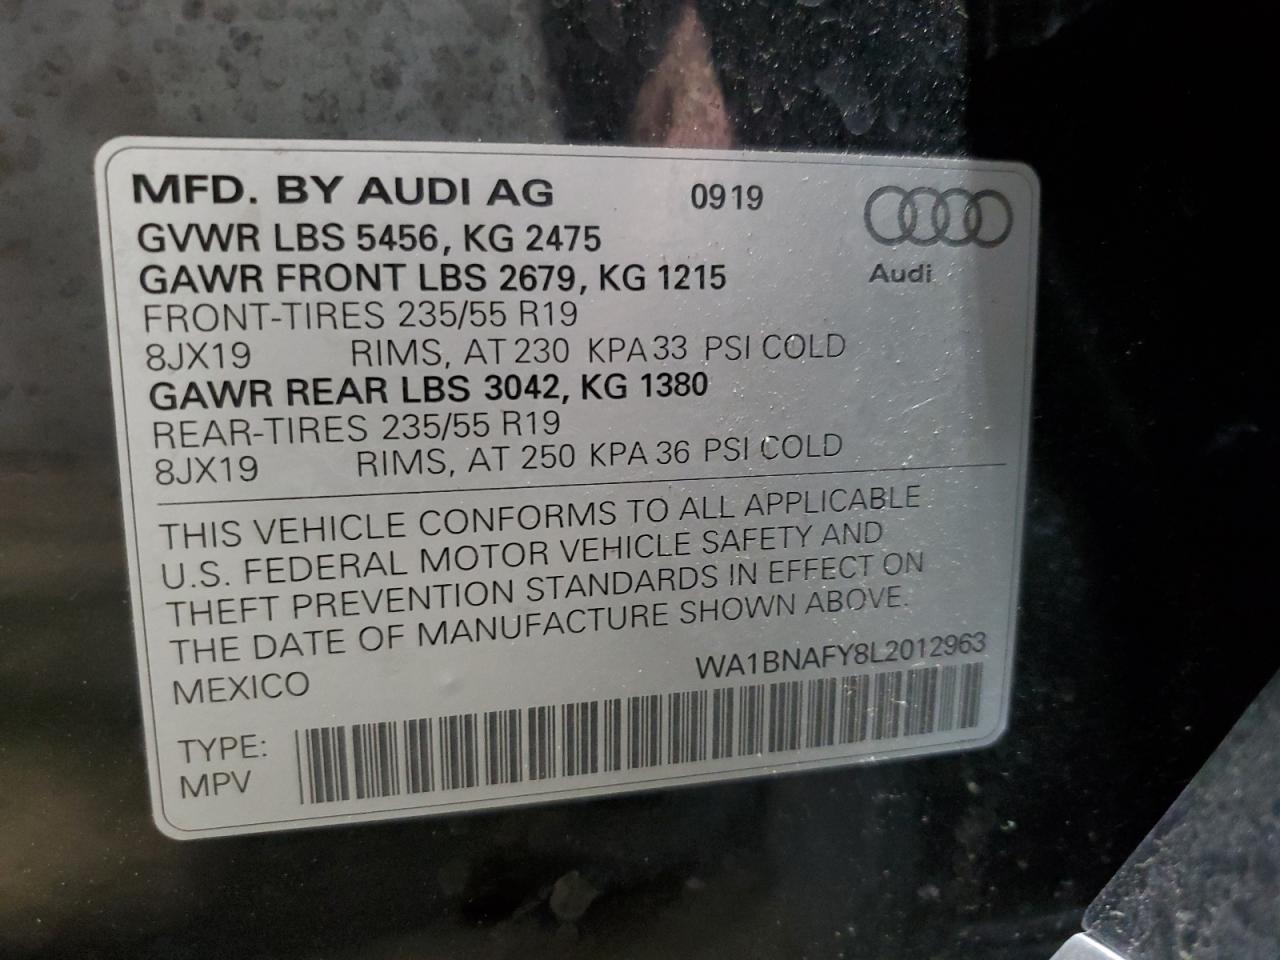 MFD. BY AUDI AG 0919
Audi
GVWR LBS 5456, KG 2475
GAWR FRONT LBS 2679, KG 1215
FRONT-TIRES 235/55 R19
8JX19 RIMS, AT 230 KPA 33 PSI COLD
GAWR REAR LBS 3042, KG 1380
REAR-TIRES 235/55 R19
8JX19 RIMS, AT 250 KPA 36 PSI COLD
THIS VEHICLE CONFORMS TO ALL APPLICABLE
U.S. FEDERAL MOTOR VEHICLE SAFETY AND
THEFT PREVENTION STANDARDS IN EFFECT ON
THE DATE OF MANUFACTURE SHOWN ABOVE.
MEXICO WA1BNAFY8L2012963
TYPE:
MPV